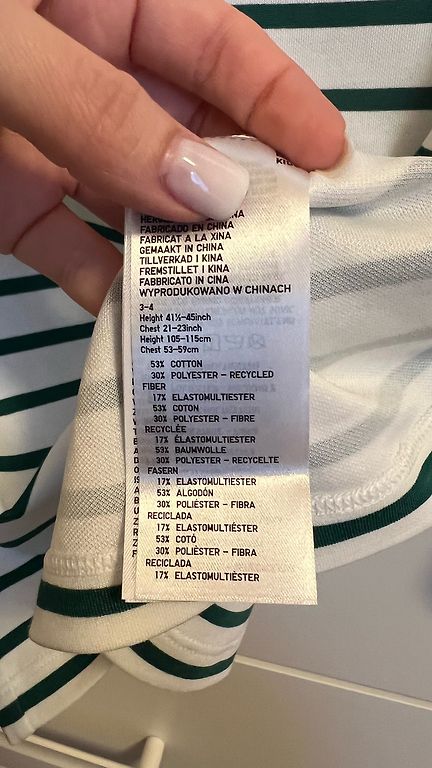 FABRICADO EN CHINA
FABRICAT A LA XINA
GEMAAKT IN CHINA
TILLVERKAD I KINA
FREMSTILLET I KINA
FABBRICATO IN CINA
WYPRODUKOWANO W CHINACH
3-4
Height 41½-45inch
Chest 21-23inch
Height 105-115cm
Chest 53-59cm
53% COTTON
30% POLYESTER - RECYCLED
FIBER
17% ELASTOMULTIESTER
53% COTON
30% POLYESTER - FIBRE
RECYCLÉE
17% ÉLASTOMULTIESTER
53% BAUMWOLLE
30% POLYESTER - RECYCELTE
FASERN
17% ELASTOMULTIESTER
53% ALGODÓN
30% POLIÉSTER - FIBRA
RECICLADA
17% ELASTOMULTIÉSTER
53% COTÓ
30% POLIÈSTER - FIBRA
RECICLADA
17% ELASTOMULTIÈSTER